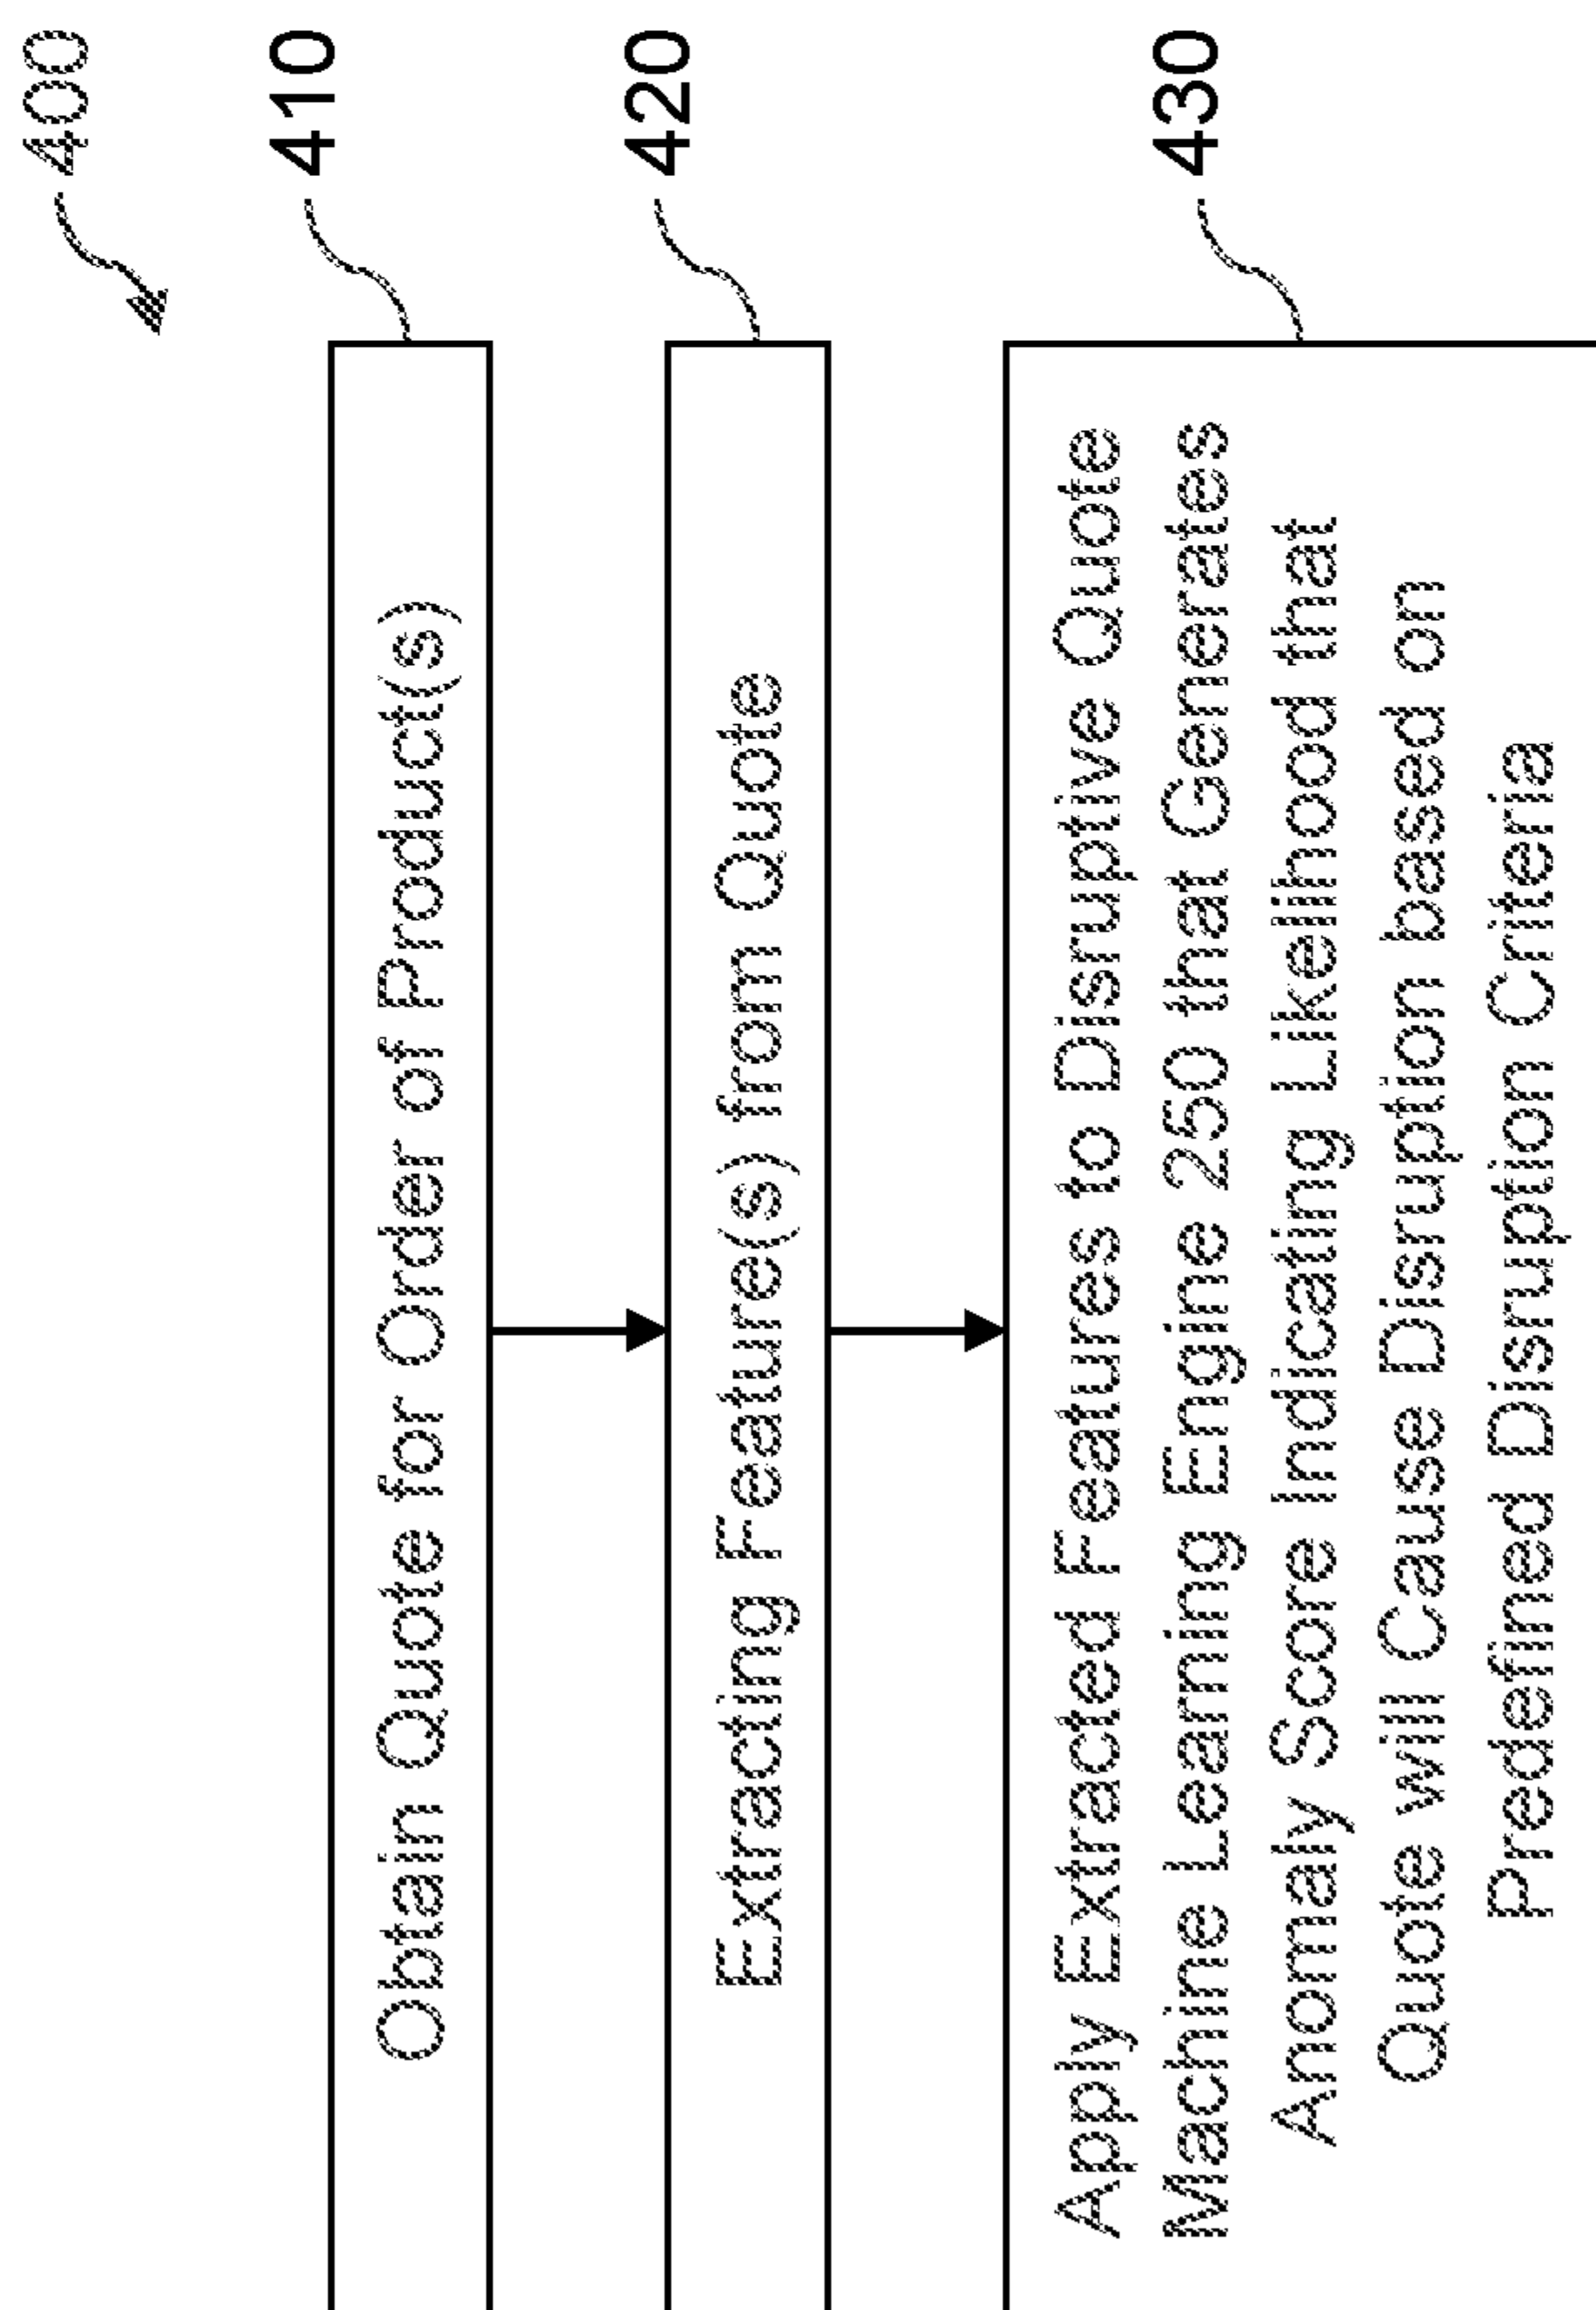 400
Obtain Quote for Order of Product(s)
410
Extracting Feature(s) from Quote
420
Apply Extracted Features to Disruptive Quote
Machine Learning Engine 250 that Generates
Anomaly Score Indicating Likelihood that
Quote will Cause Disruption based on
Predefined Disruption Criteria
430